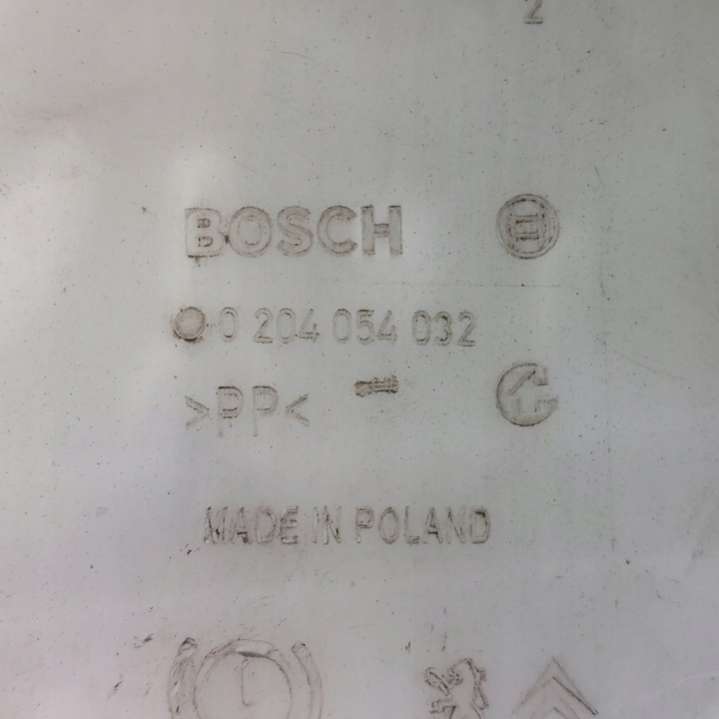 2
BOSCH
0 204 054 032
>PP<
MADE IN POLAND